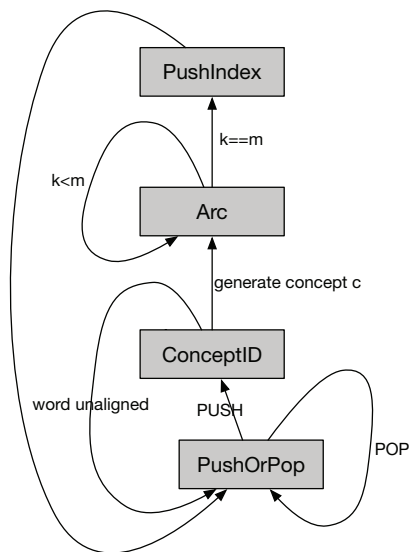 PushIndex
k==m
k<m
Arc
generate concept c
ConceptID
word unaligned
PUSH
POP
PushOrPop